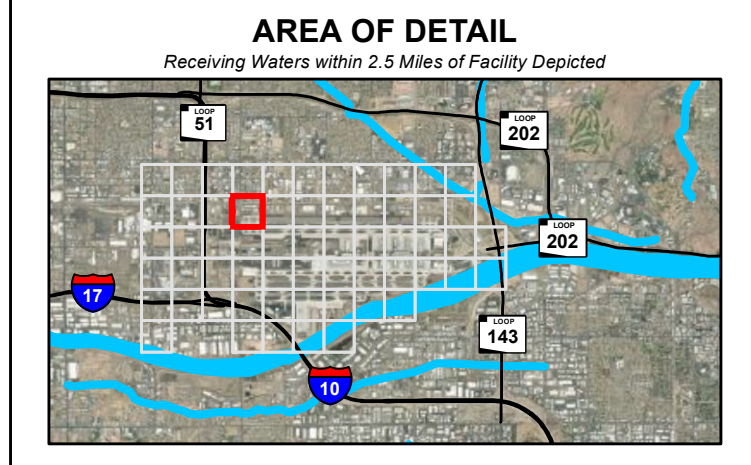 AREA OF DETAIL
Receiving Waters within 2.5 Miles of Facility Depicted
LOOP
51
LOOP
202
LOOP
202
17
LOOP
143
10